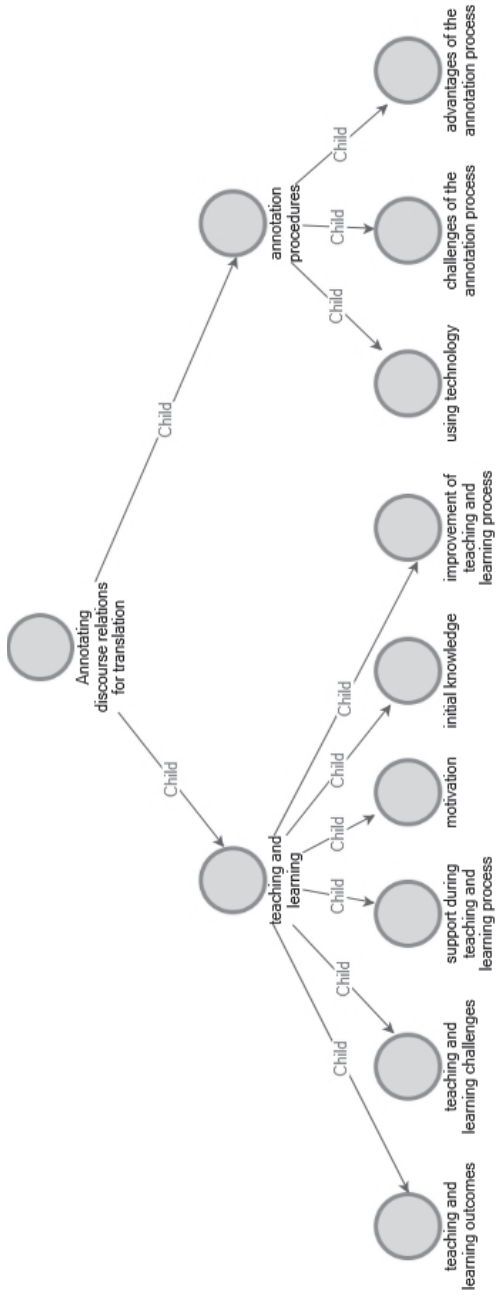 Annotating
discourse relations
for translation
Child
Child
teaching and
learning
annotation
procedures
Child
Child
Child
Child
Child
Child
Child
Child
Child
teaching and
learning outcomes
teaching and
learning challenges
support during
teaching and
learning process
motivation
initial knowledge
improvement of
teaching and
learning process
using technology
challenges of the
annotation process
advantages of the
annotation process